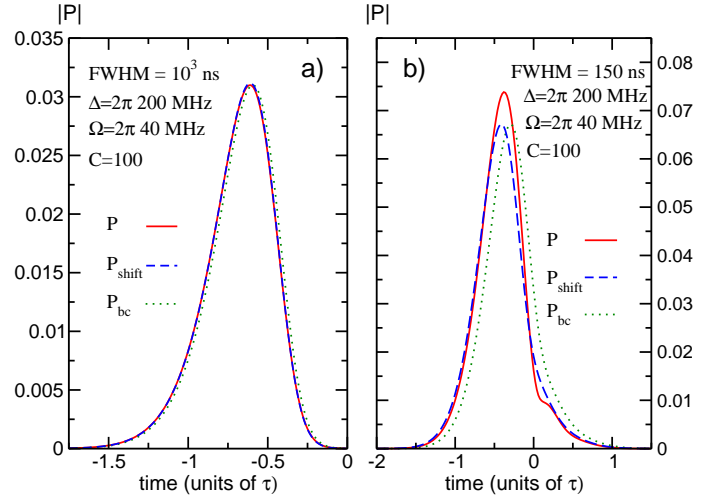 |P|
|P|
0.035
0.03
0.025
0.02
0.015
0.01
0.005
0
FWHM = 10³ ns
Δ=2π 200 MHz
Ω=2π 40 MHz
C=100
a)
P
P_shift
P_bc
-1.5
-1
-0.5
0
time (units of τ)
b)
FWHM = 150 ns
Δ=2π 200 MHz
Ω=2π 40 MHz
C=100
P
P_shift
P_bc
0.08
0.07
0.06
0.05
0.04
0.03
0.02
0.01
0
-2
-1
0
1
time (units of τ)